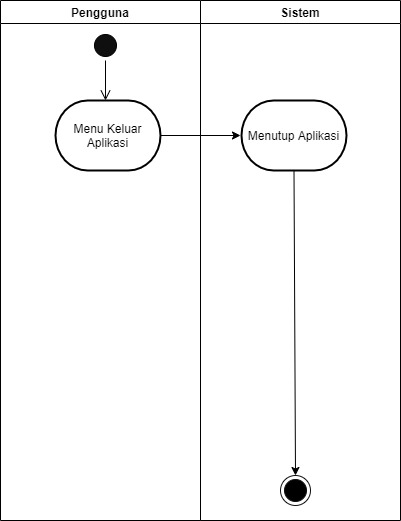 Pengguna
Sistem
Menu Keluar
Aplikasi
Menutup Aplikasi